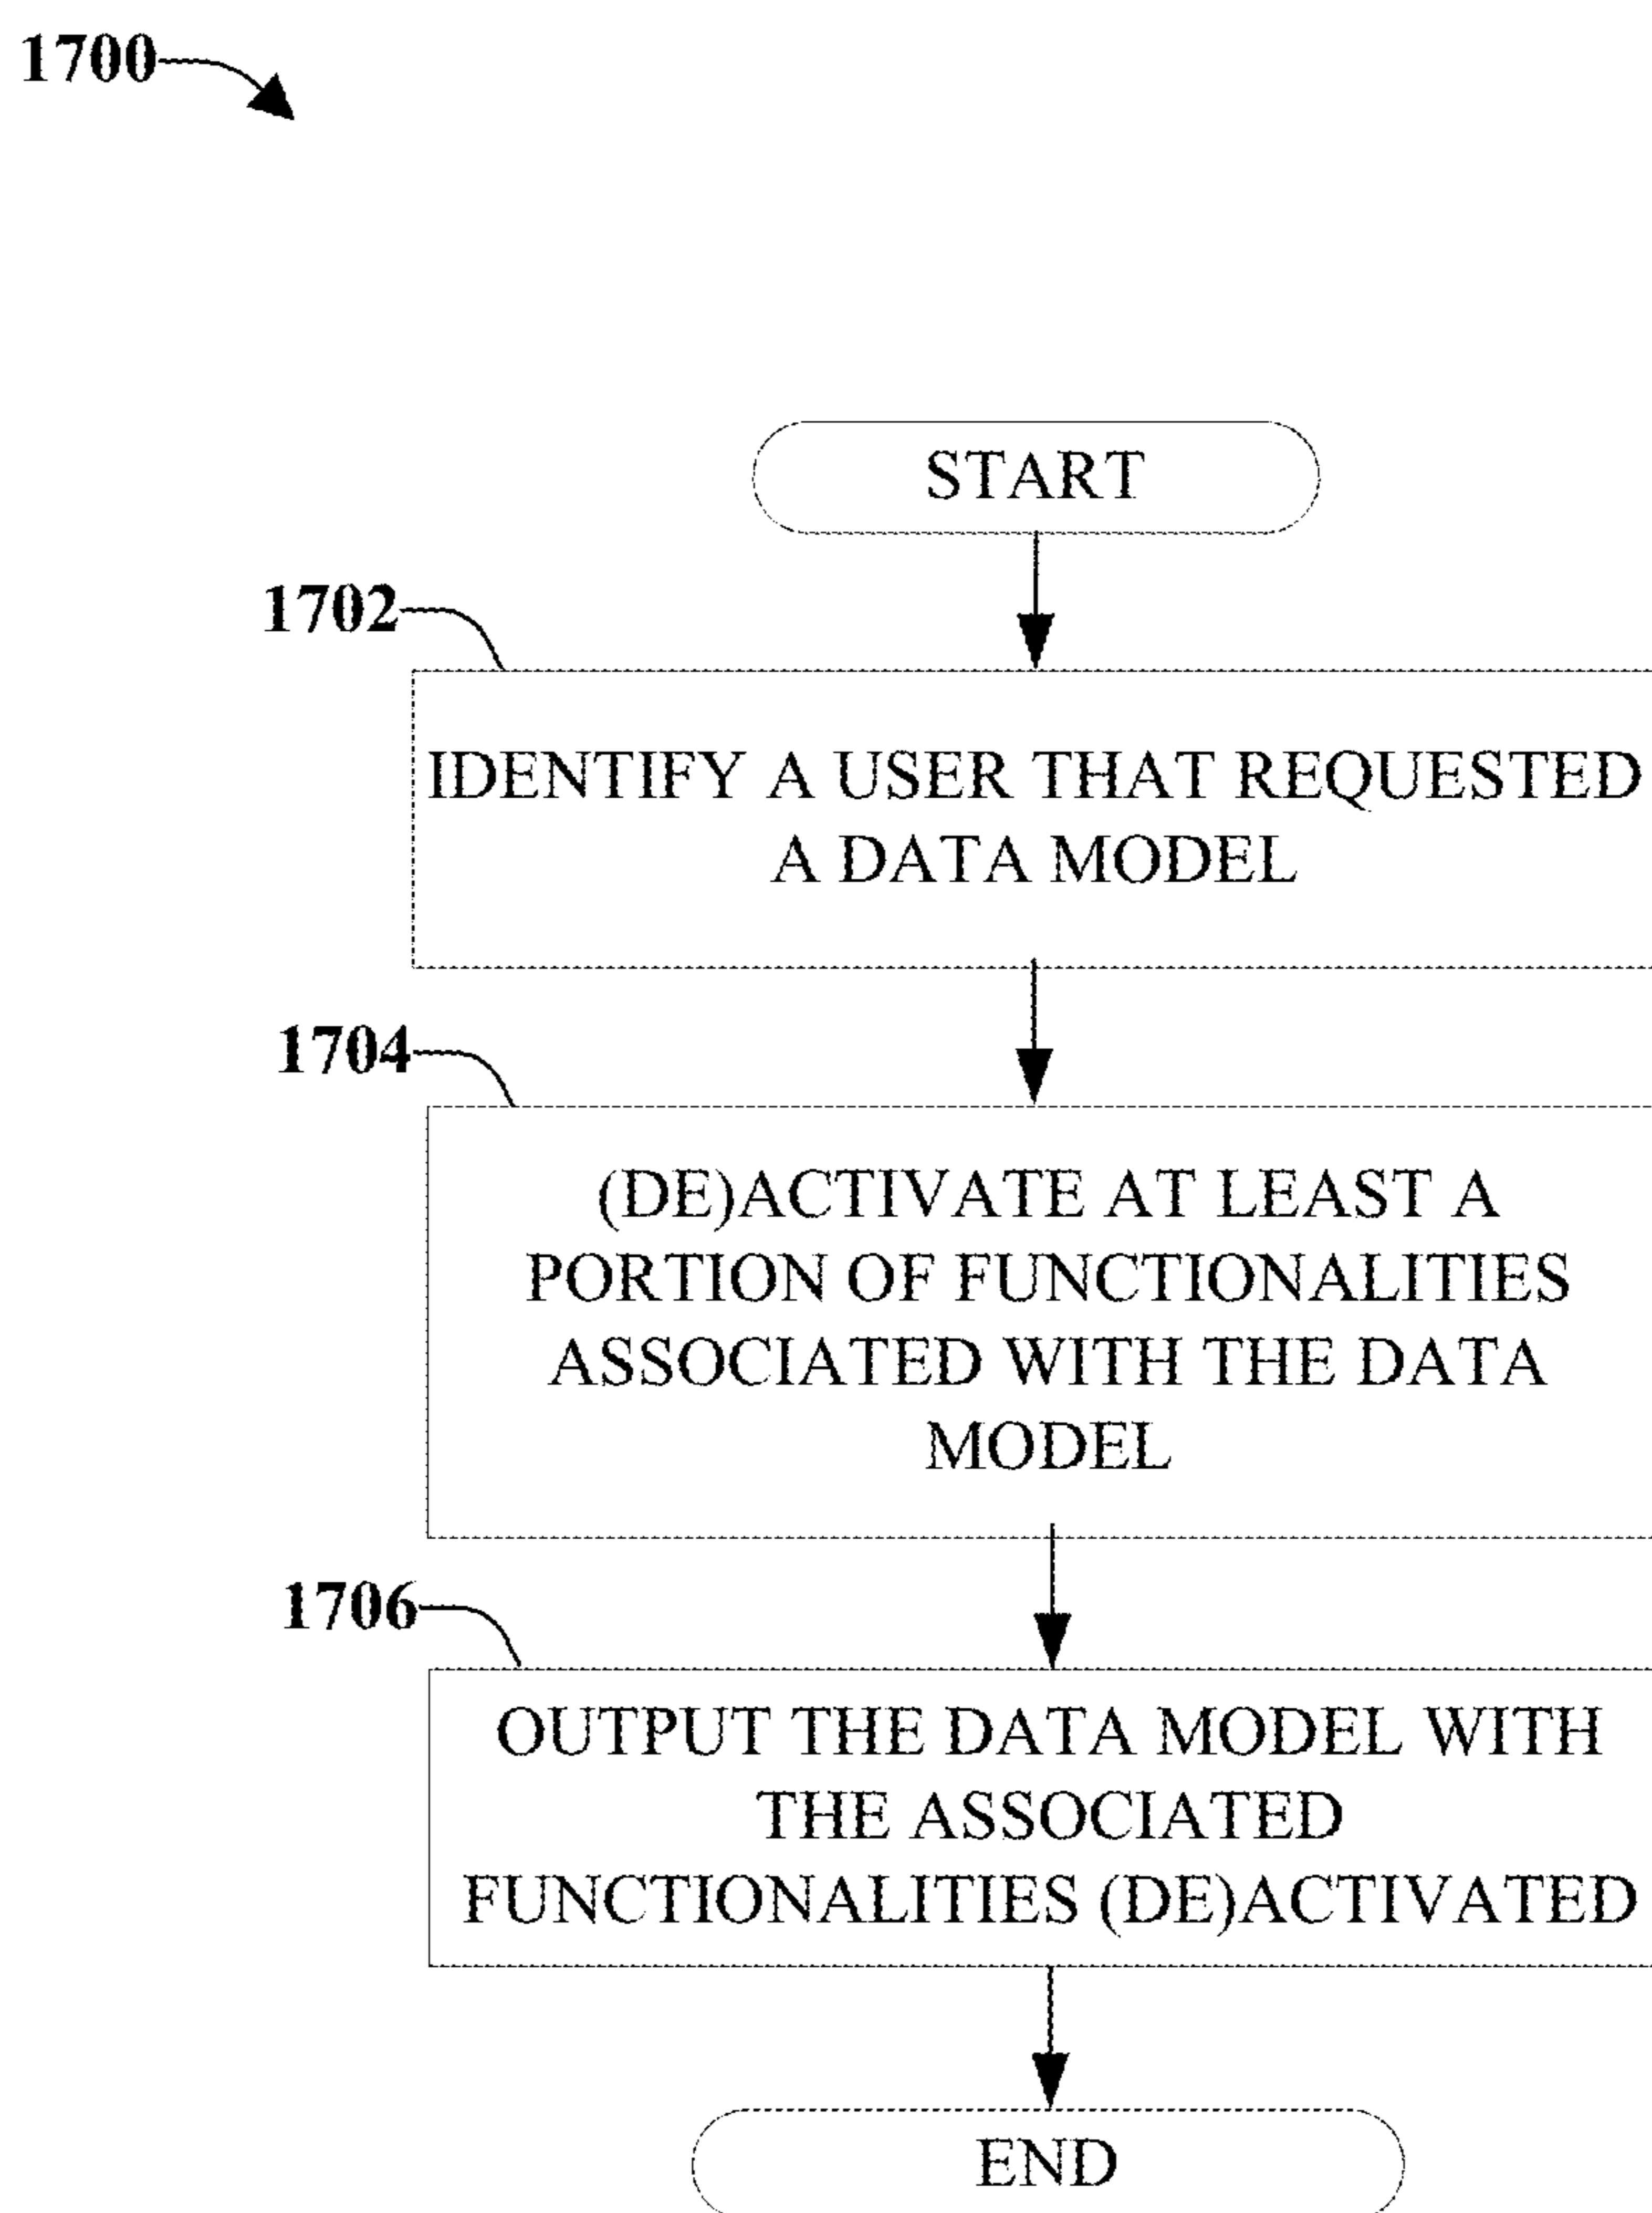 1700
START
1702
IDENTIFY A USER THAT REQUESTED
A DATA MODEL
1704
(DE)ACTIVATE AT LEAST A
PORTION OF FUNCTIONALITIES
ASSOCIATED WITH THE DATA
MODEL
1706
OUTPUT THE DATA MODEL WITH
THE ASSOCIATED
FUNCTIONALITIES (DE)ACTIVATED
END